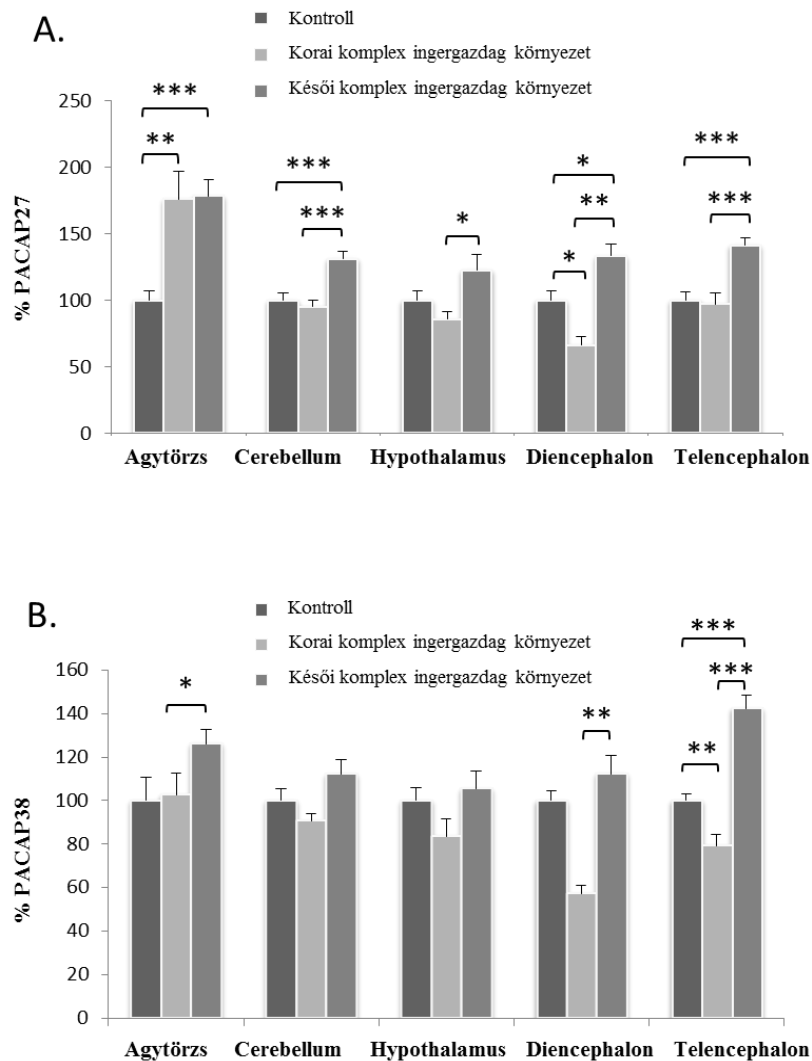 A.
Kontroll
Korai komplex ingergazdag környezet
Késői komplex ingergazdag környezet
% PACAP27
250
200
150
100
50
0
***
**
***
***
*
*
**
*
***
***
Agytörzs Cerebellum Hypothalamus Diencephalon Telencephalon
B.
Kontroll
Korai komplex ingergazdag környezet
Késői komplex ingergazdag környezet
% PACAP38
160
140
120
100
80
60
40
20
0
*
**
***
***
**
Agytörzs Cerebellum Hypothalamus Diencephalon Telencephalon